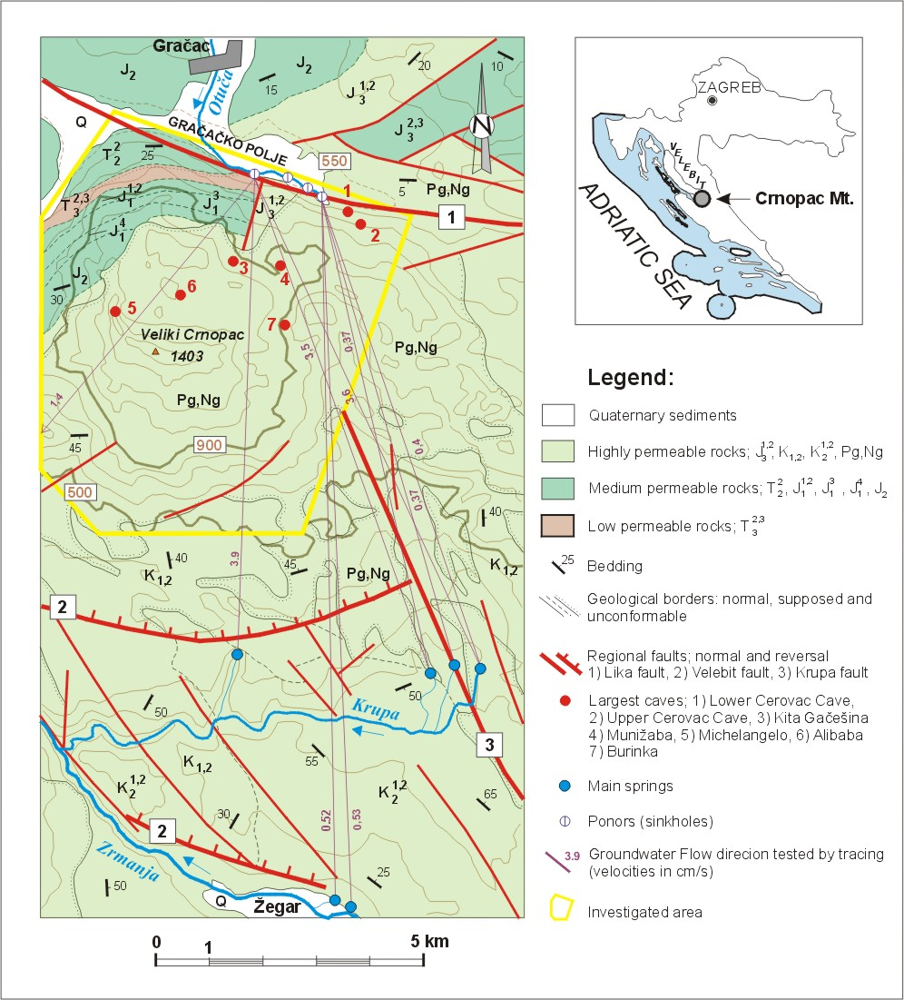 Gračac
J2
J2
20
10
15
J3 1,2
Otuča
Q
GRAČAČKO POLJE
J3 2,3
N
T2 2
25
550
5
Pg,Ng
T3 2,3
J1 1,2
J1 3
J3 1,2
1
1
2
J1 4
J2
3
4
30
6
5
7
Veliki Crnopac
1403
3,5
0,37
Pg,Ng
Pg,Ng
1,4
3,6
45
900
0,4
500
0,37
40
40
3,9
45
K1,2
Pg,Ng
K1,2
2
50
50
Krupa
3
55
K1,2
K2 1,2
K2 1,2
65
30
0,52
0,53
2
Zrmanja
25
50
Q
Žegar
0
1
5 km
ZAGREB
VELEBIT
Crnopac Mt.
ADRIATIC SEA
Legend:
Quaternary sediments
Highly permeable rocks; J3 1,2, K1,2, K2 1,2, Pg,Ng
Medium permeable rocks; T2 2, J1 1,2, J1 3 , J1 4 , J2
Low permeable rocks; T3 2,3
25
Bedding
Geological borders: normal, supposed and
unconformable
Regional faults; normal and reversal
1) Lika fault, 2) Velebit fault, 3) Krupa fault
Largest caves; 1) Lower Cerovac Cave,
2) Upper Cerovac Cave, 3) Kita Gaćešina
4) Munižaba, 5) Michelangelo, 6) Alibaba
7) Burinka
Main springs
Ponors (sinkholes)
3.9
Groundwater Flow direcion tested by tracing
(velocities in cm/s)
Investigated area